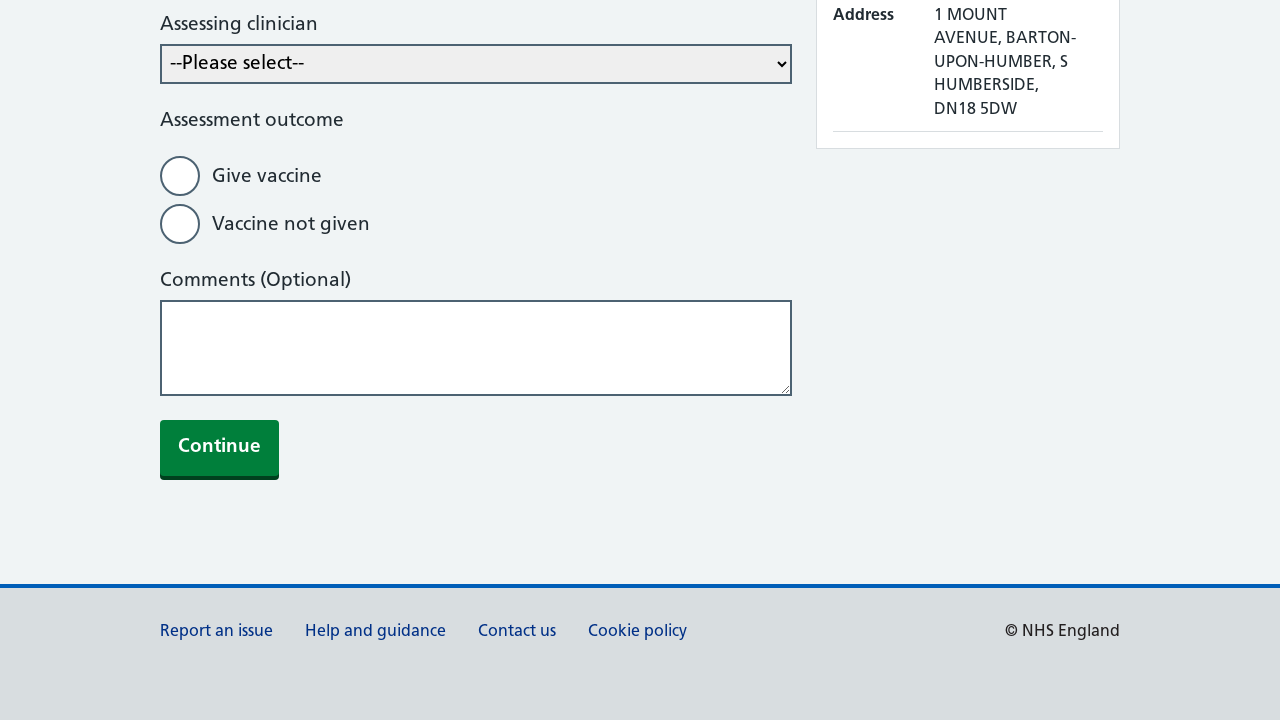 Assessing clinician
--Please select--
Assessment outcome
Give vaccine
Vaccine not given
Comments (Optional)
Continue
Address
1 MOUNT
AVENUE, BARTON-
UPON-HUMBER, S
HUMBERSIDE,
DN18 5DW
Report an issue
Help and guidance
Contact us
Cookie policy
© NHS England